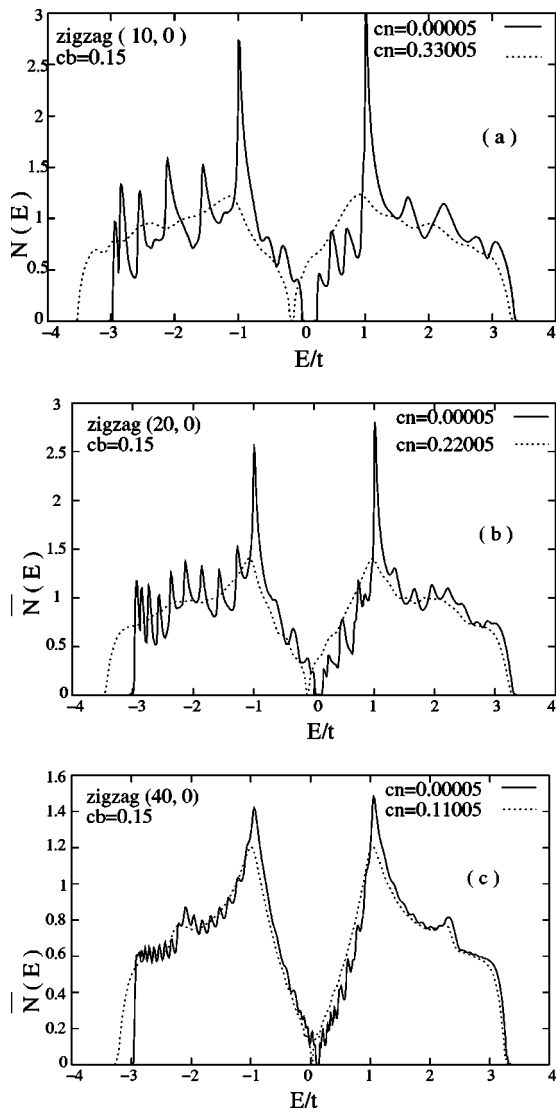 3
zigzag ( 10, 0 )
cb=0.15
cn=0.00005
cn=0.33005
2.5
2
( a )
N ( E )
1.5
1
0.5
0
−4 −3 −2 −1 0 1 2 3 4
E/t
3
zigzag (20, 0)
cb=0.15
cn=0.00005
cn=0.22005
2.5
2
( b )
N ( E )
1.5
1
0.5
0
−4 −3 −2 −1 0 1 2 3 4
E/t
1.6
zigzag (40, 0)
cb=0.15
cn=0.00005
cn=0.11005
1.4
1.2
1
( c )
N ( E )
0.8
0.6
0.4
0.2
0
−4 −3 −2 −1 0 1 2 3 4
E/t